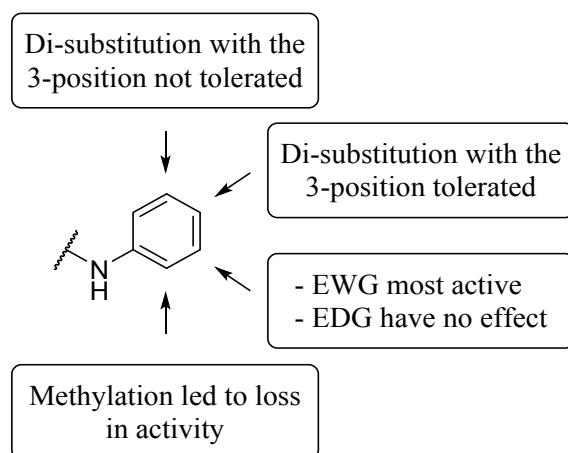 Di-substitution with the
3-position not tolerated
Di-substitution with the
3-position tolerated
N
H
- EWG most active
- EDG have no effect
Methylation led to loss
in activity